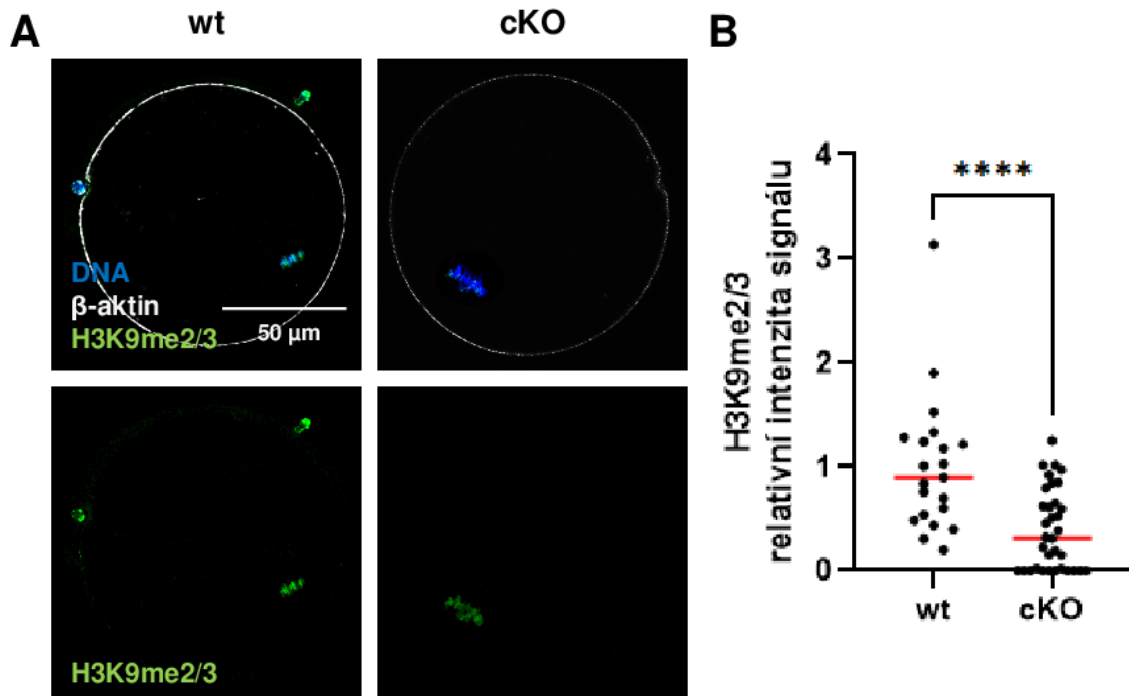 A
wt
cKO
DNA
β-aktin
H3K9me2/3
50 µm
H3K9me2/3
B
H3K9me2/3
relativní intenzita signálu
4
3
2
1
0
****
wt
cKO